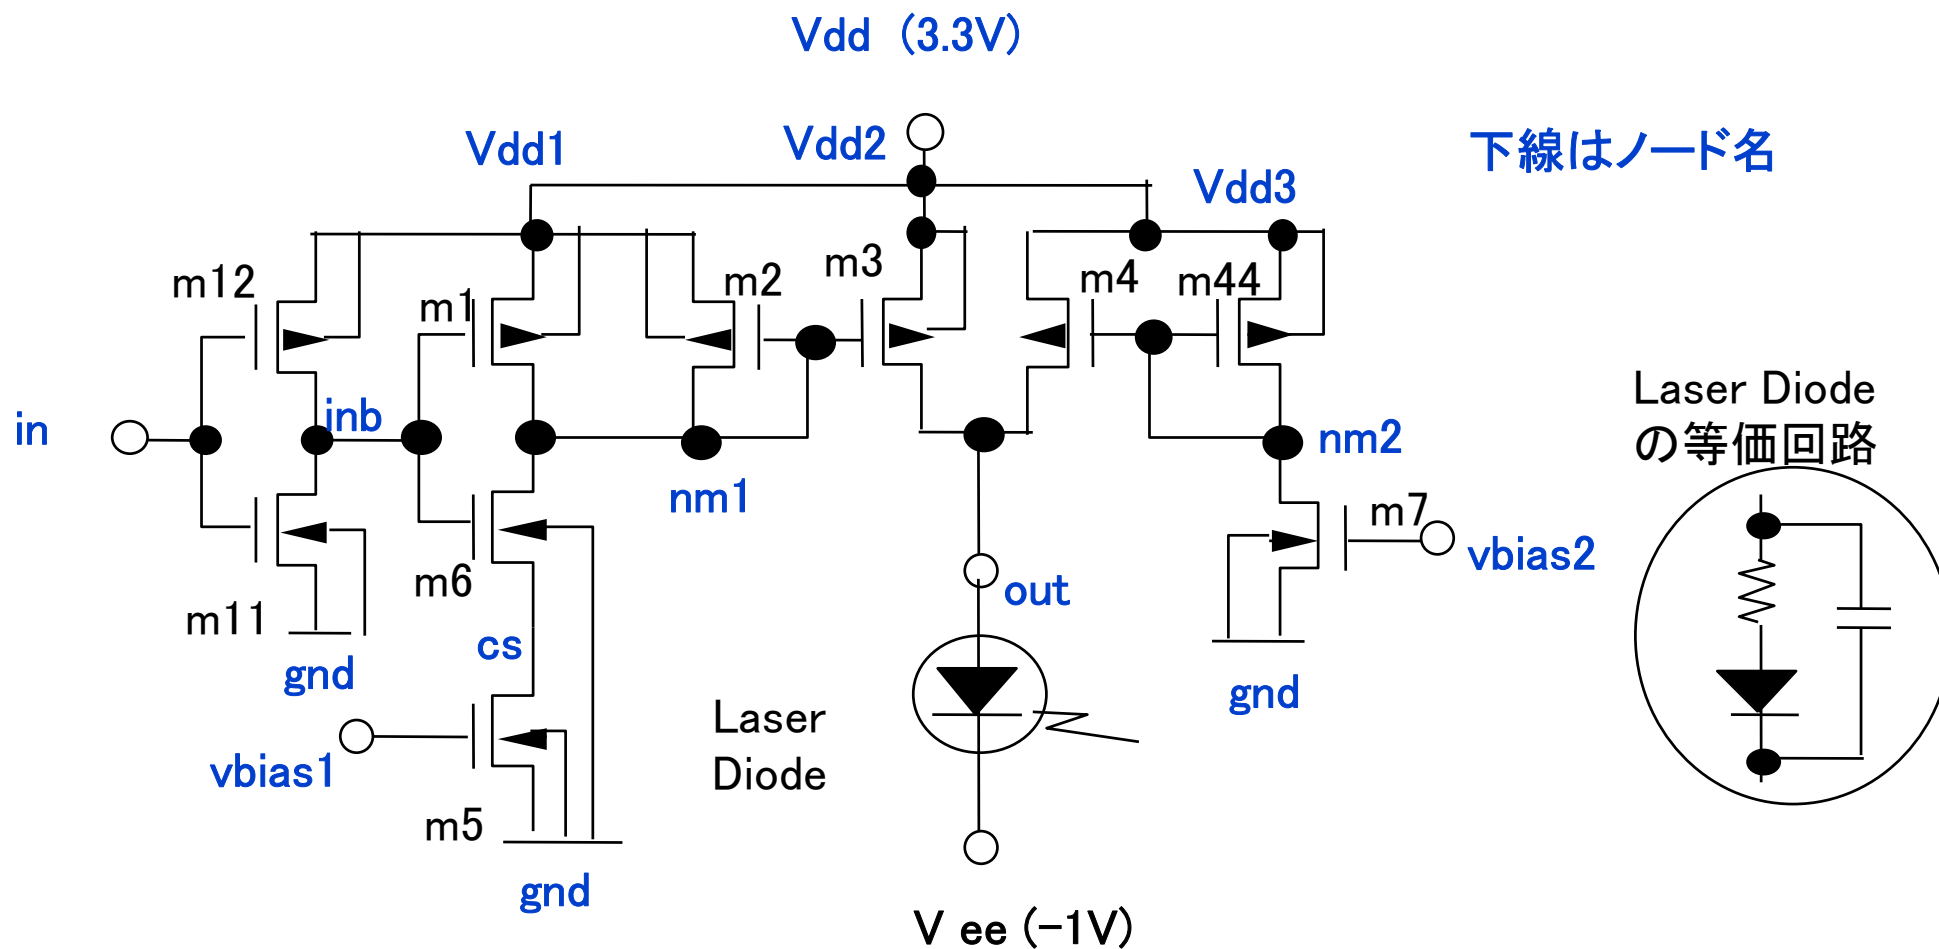 Vdd (3.3V)
Vdd1
Vdd2
下線はノード名
Vdd3
m12
m1
m2
m3
m4
m44
in
inb
nm1
nm2
Laser Diode
の等価回路
m11
gnd
m6
cs
out
m7
vbias2
gnd
vbias1
m5
gnd
Laser
Diode
V ee (−1V)